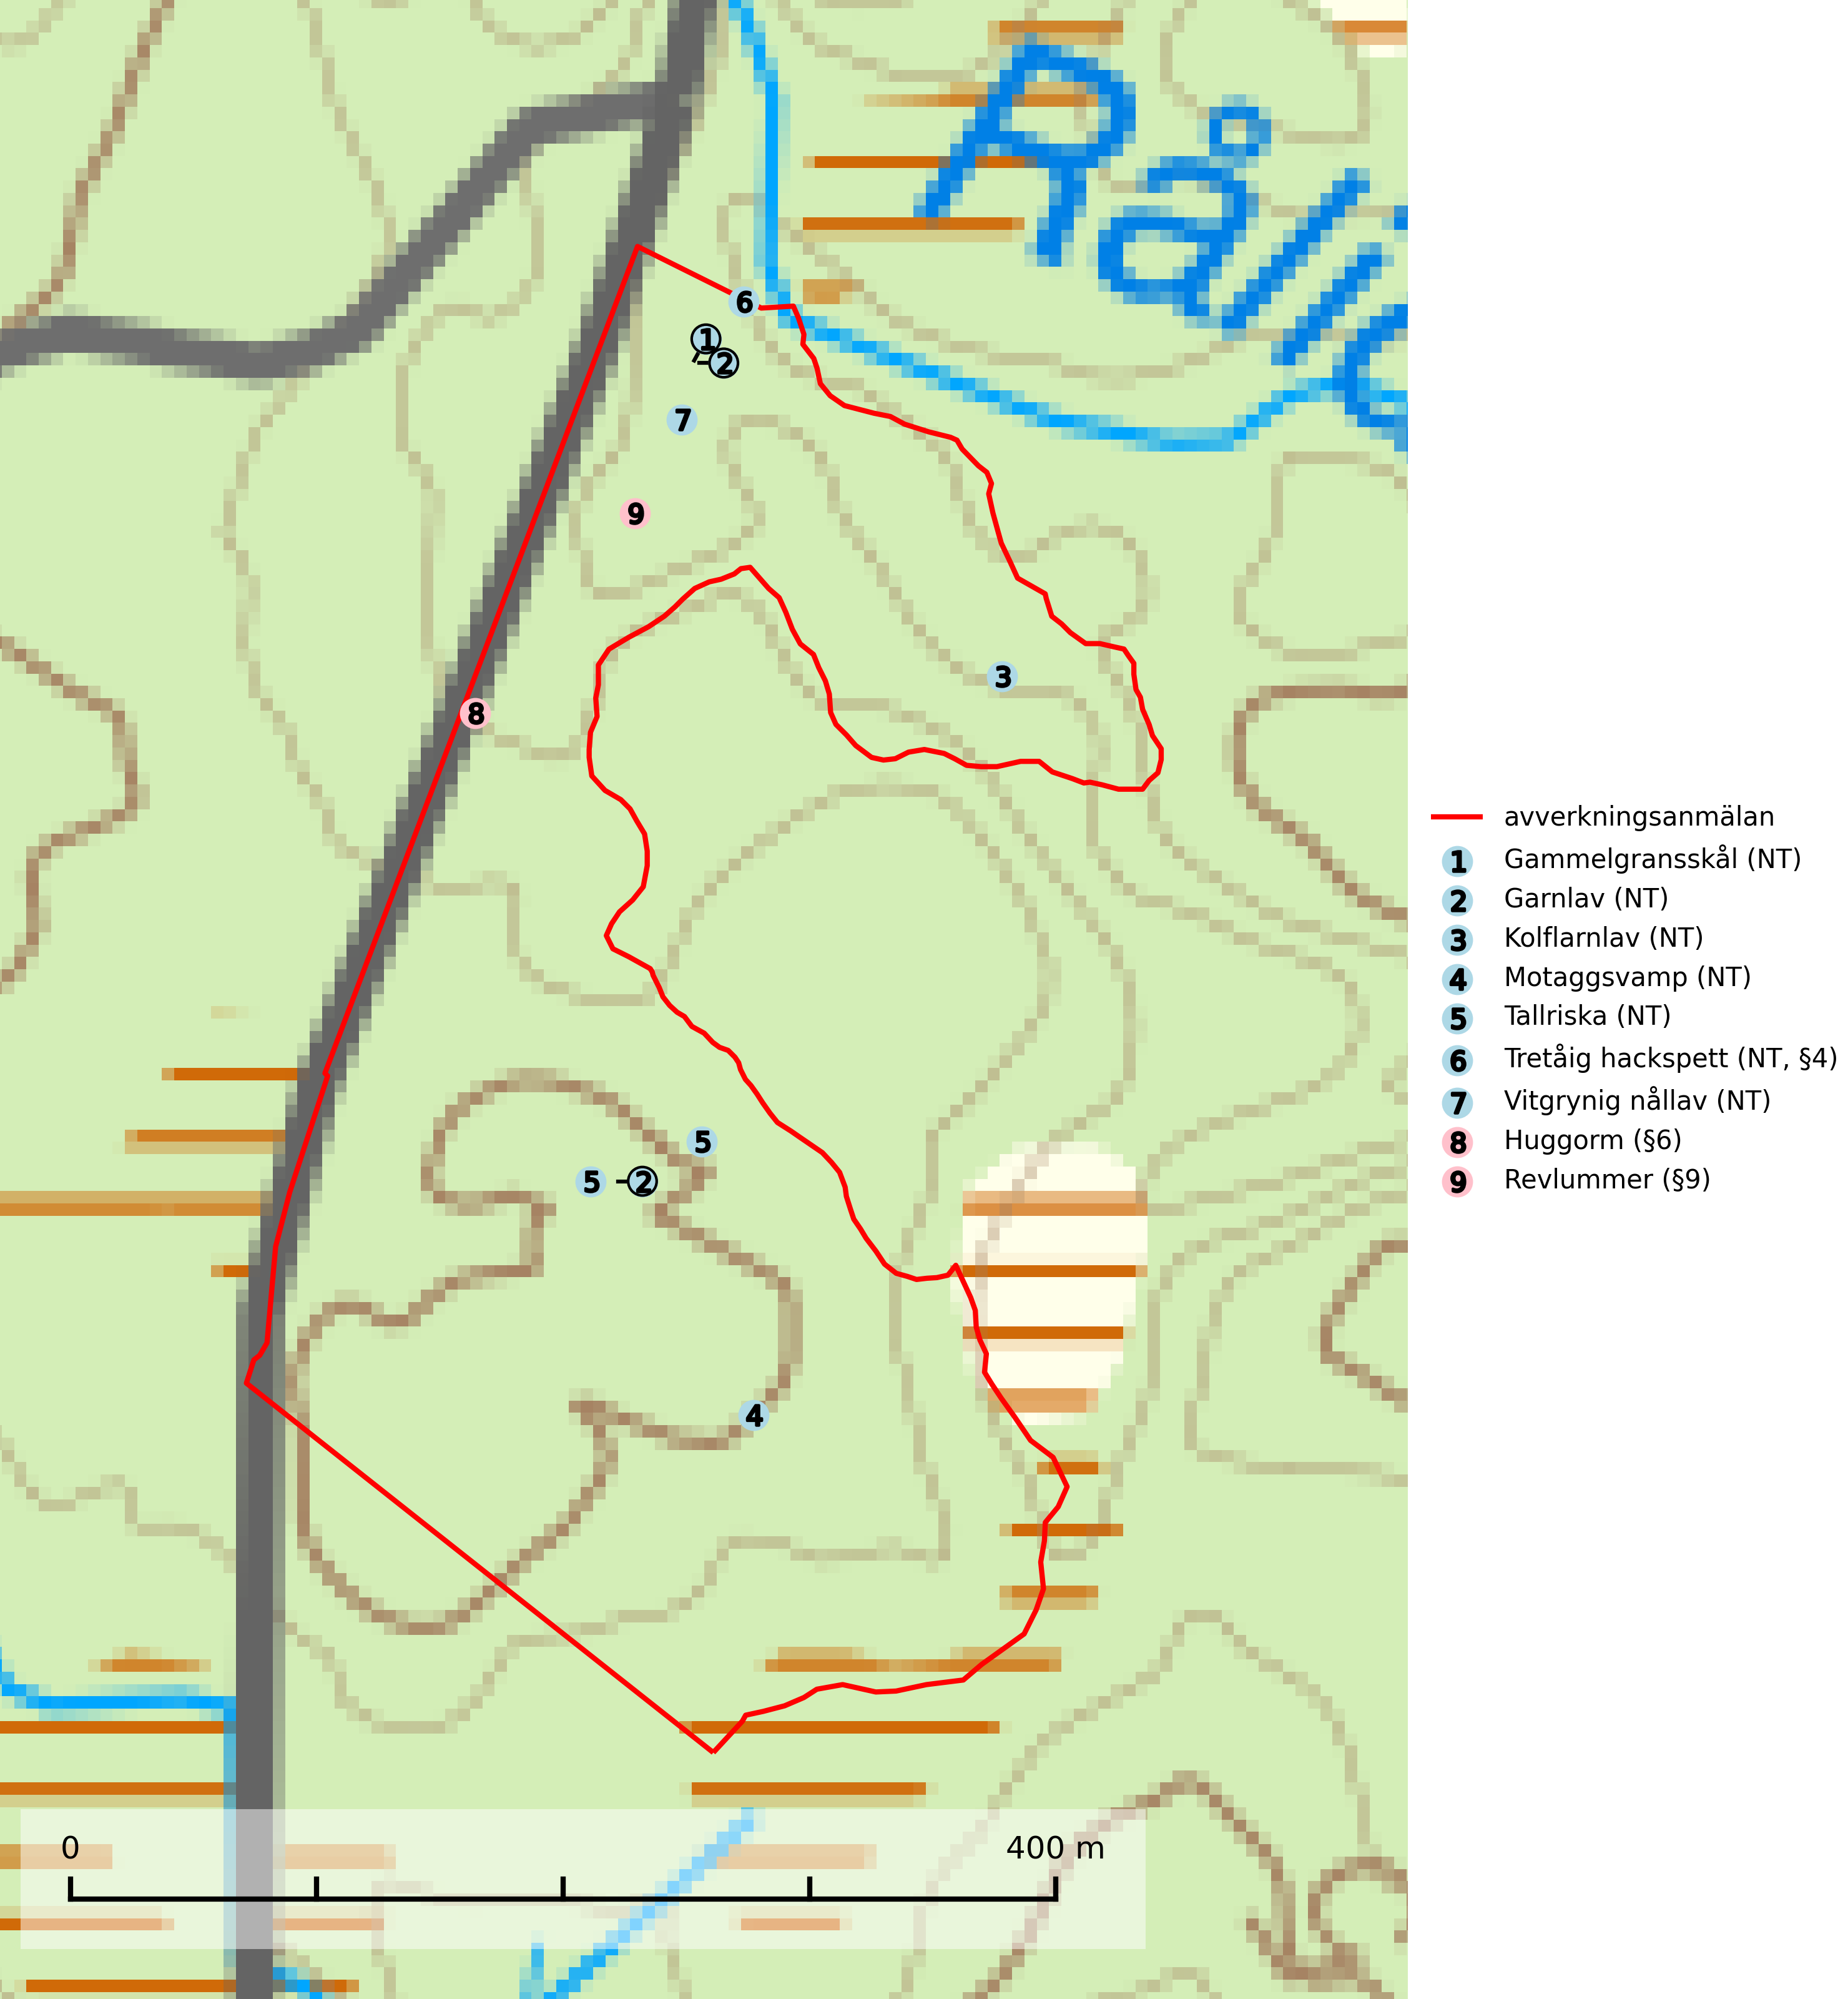 Rälls
6
1
2
7
9
3
8
avverkningsanmälan
1 Gammelgransskål (NT)
2 Garnlav (NT)
3 Kolflarnlav (NT)
4 Motaggsvamp (NT)
5 Tallriska (NT)
6 Tretåig hackspett (NT, §4)
7 Vitgrynig nållav (NT)
8 Huggorm (§6)
9 Revlummer (§9)
5
5 2
4
0 400 m